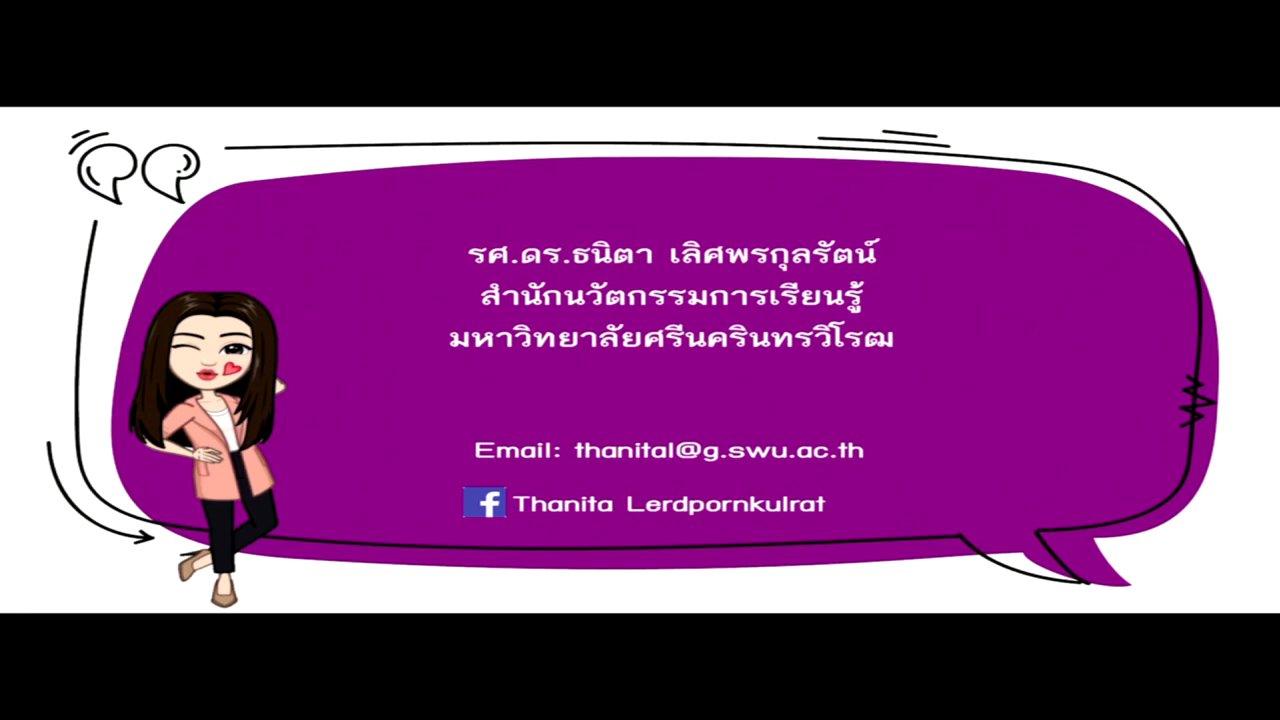 รศ.ดร.ธนิตา เลิศพรกุลรัตน์
สำนักนวัตกรรมการเรียนรู้
มหาวิทยาลัยศรีนครินทรวิโรฒ
Email: thanital@g.swu.ac.th
f Thanita Lerdpornkulrat